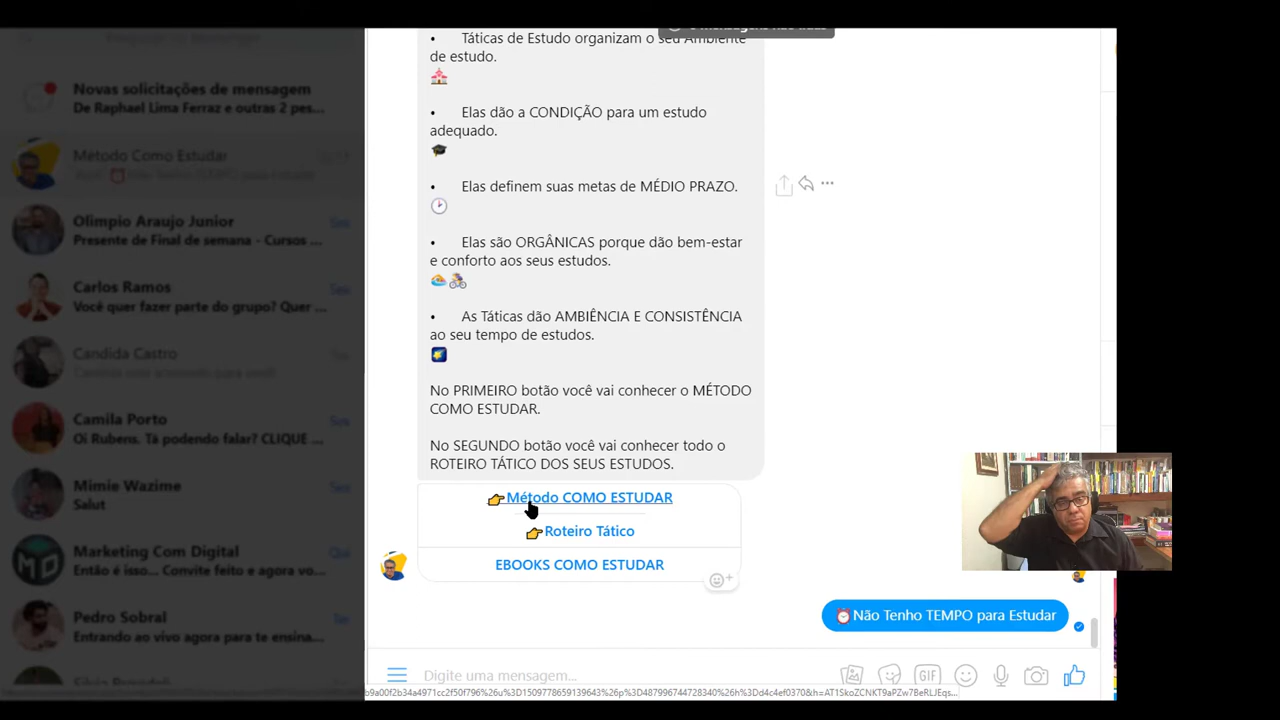 Novas solicitações de mensagem
De Raphael Lima Ferraz e outras 2 pes...
Método Como Estudar
Olimpio Araujo Junior
Presente de Final de semana - Cursos ...
Carlos Ramos
Você quer fazer parte do grupo? Quer ...
Candida Castro
Camila Porto
Oi Rubens. Tá podendo falar? CLIQUE ...
Mimie Wazime
Salut
Marketing Com Digital
Então é isso... Convite feito e agora vo...
Pedro Sobral
Entrando ao vivo agora para te ensina...
• Táticas de Estudo organizam o seu Ambiente
de estudo.
• Elas dão a CONDIÇÃO para um estudo
adequado.
• Elas definem suas metas de MÉDIO PRAZO.
• Elas são ORGÂNICAS porque dão bem-estar
e conforto aos seus estudos.
• As Táticas dão AMBIÊNCIA E CONSISTÊNCIA
ao seu tempo de estudos.
No PRIMEIRO botão você vai conhecer o MÉTODO
COMO ESTUDAR.
No SEGUNDO botão você vai conhecer todo o
ROTEIRO TÁTICO DOS SEUS ESTUDOS.
👉Método COMO ESTUDAR
👉Roteiro Tático
EBOOKS COMO ESTUDAR
⏰Não Tenho TEMPO para Estudar
Digite uma mensagem...
GIF